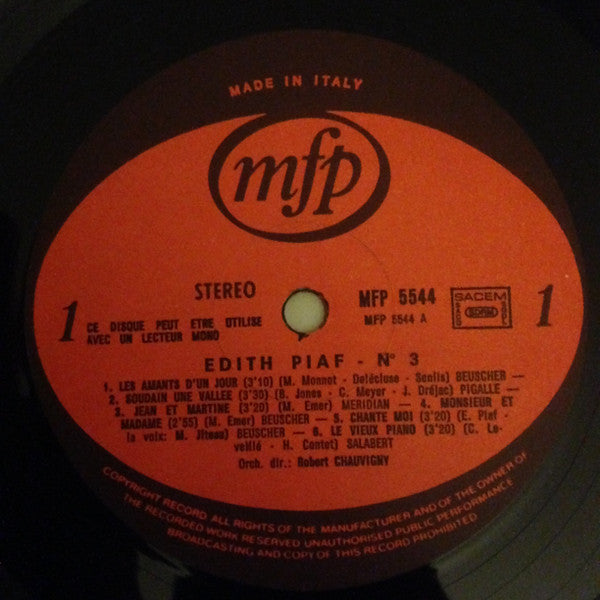 MADE IN ITALY
mfp
STEREO
MFP 5544
MFP 5544 A
SACEM
SACD
SDRM
1
CE DISQUE PEUT ETRE UTILISE
AVEC UN LECTEUR MONO
1
EDITH PIAF - N° 3
1. LES AMANTS D'UN JOUR (3'10) (M. Monnot - Delécluse - Senlis) BEUSCHER —
2. SOUDAIN UNE VALLEE (3'30) (B. Jones - C. Meyer - J. Dréjac) PIGALLE —
3. JEAN ET MARTINE (3'20) (M. Emer) MERIDIAN — 4. MONSIEUR ET
MADAME (2'55) (M. Emer) BEUSCHER — 5. CHANTE MOI (3'20) (E. Piaf -
la voix: M. Jiteau) BEUSCHER — 6. LE VIEUX PIANO (3'20) (C. Le-
veKlé - H. Contet) SALABERT
Orch. dir.: Robert CHAUVIGNY
COPYRIGHT RECORD ALL RIGHTS OF THE MANUFACTURER AND OF THE OWNER OF
THE RECORDED WORK RESERVED UNAUTHORISED PUBLIC PERFORMANCE
BROADCASTING AND COPY OF THIS RECORD PROHIBITED